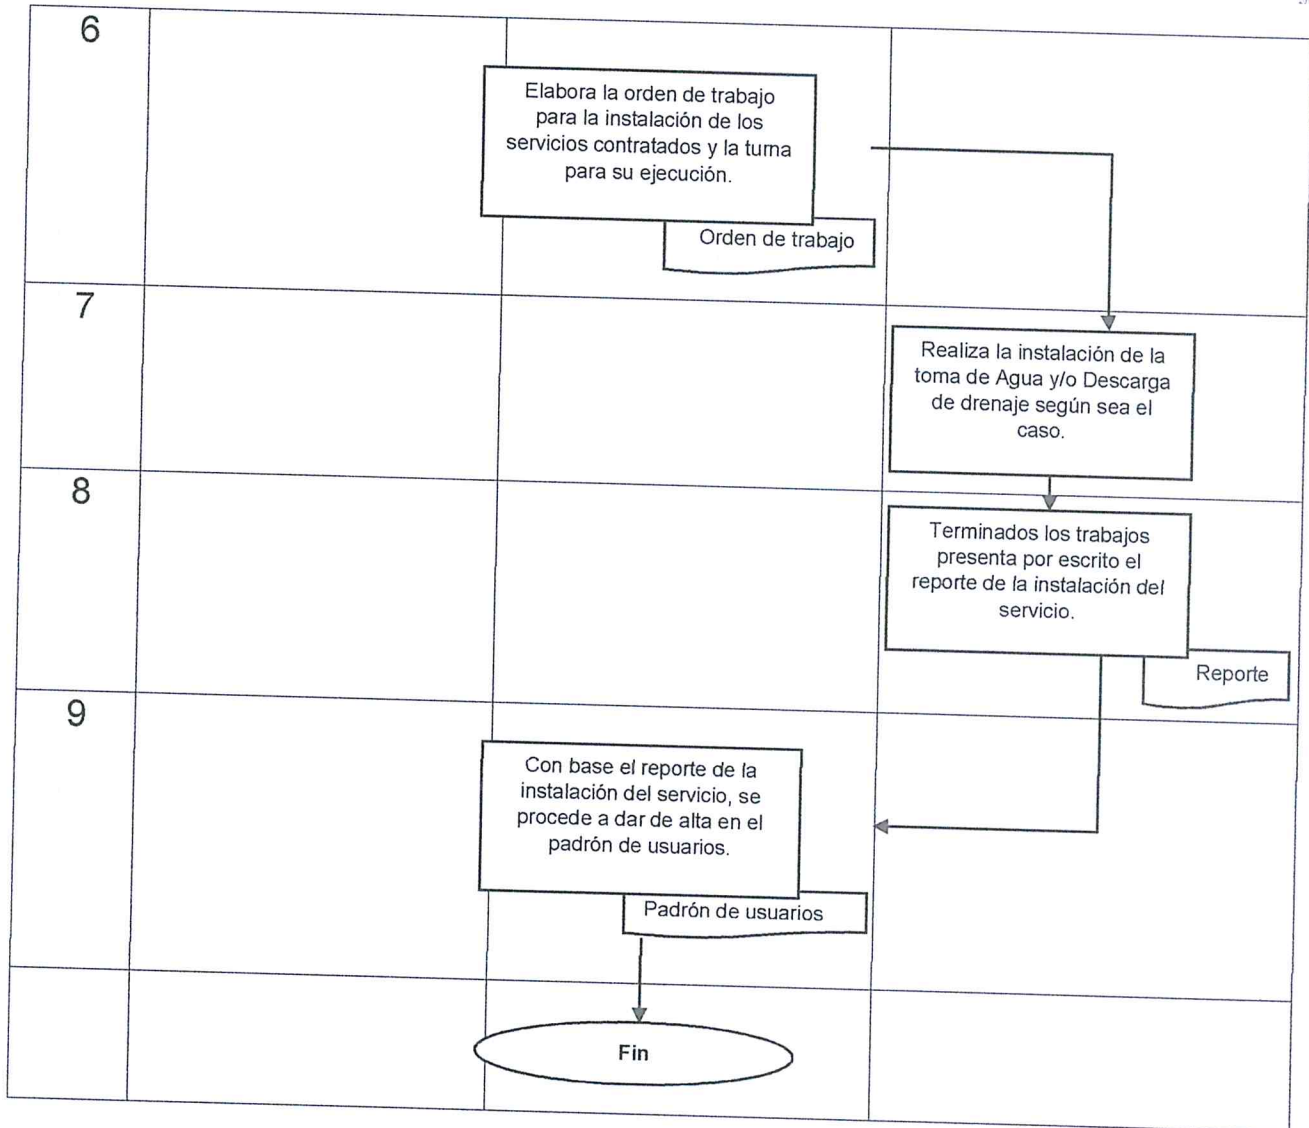 6
Elabora la orden de trabajo
para la instalación de los
servicios contratados y la turna
para su ejecución.
Orden de trabajo
7
Realiza la instalación de la
toma de Agua y/o Descarga
de drenaje según sea el
caso.
8
Terminados los trabajos
presenta por escrito el
reporte de la instalación del
servicio.
Reporte
9
Con base el reporte de la
instalación del servicio, se
procede a dar de alta en el
padrón de usuarios.
Padrón de usuarios
Fin